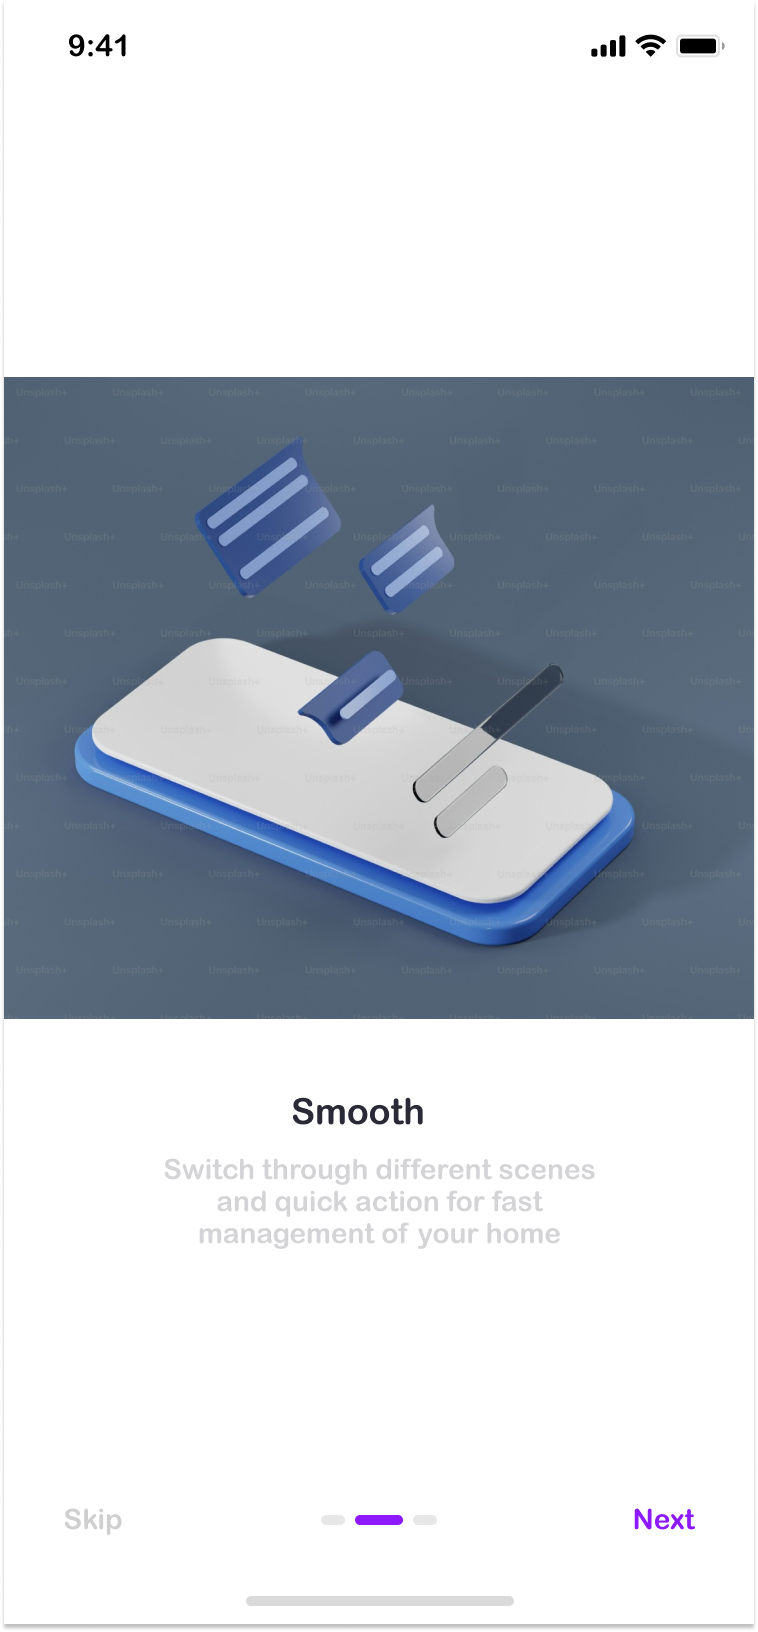 9:41
Unsplash+
Smooth
Switch through different scenes
and quick action for fast
management of your home
Skip
Next